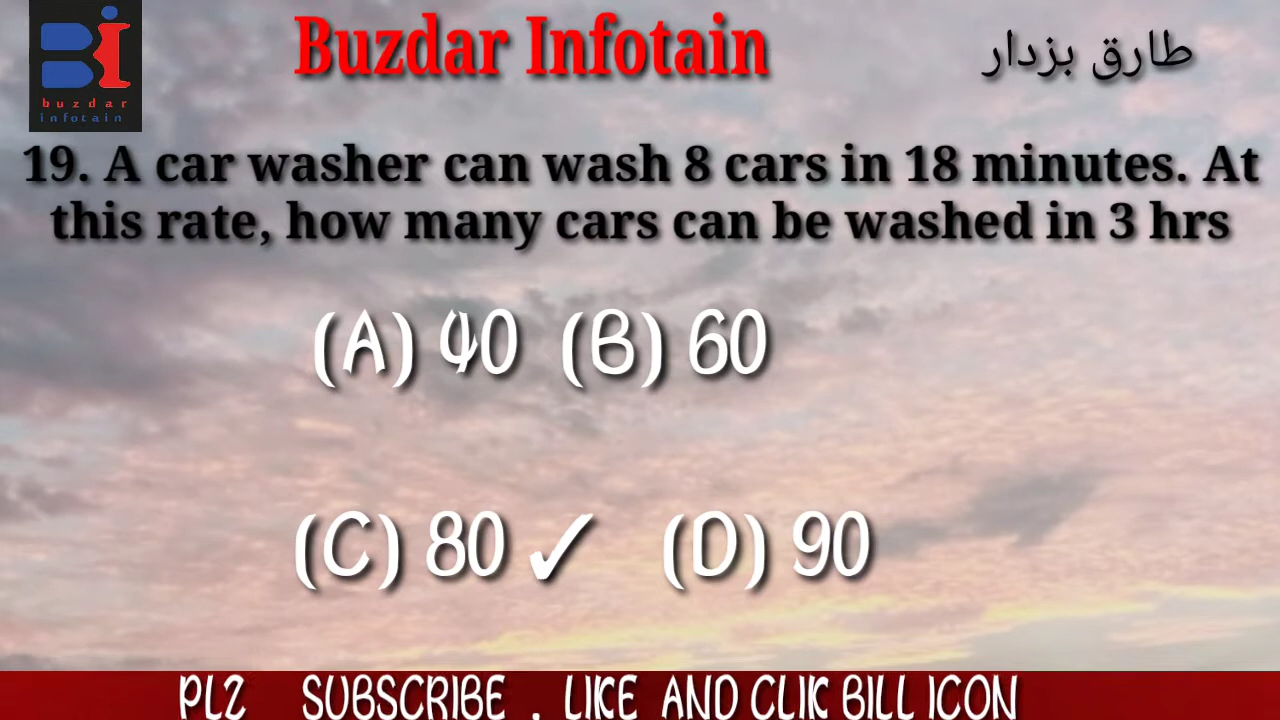 Buzdar Infotain
طارق بزدار
buzdar
infotain
19. A car washer can wash 8 cars in 18 minutes. At
this rate, how many cars can be washed in 3 hrs
(A) 40 (B) 60
(C) 80 ✓ (D) 90
PLZ SUBSCRIBE . LIKE AND CLIK BILL ICON